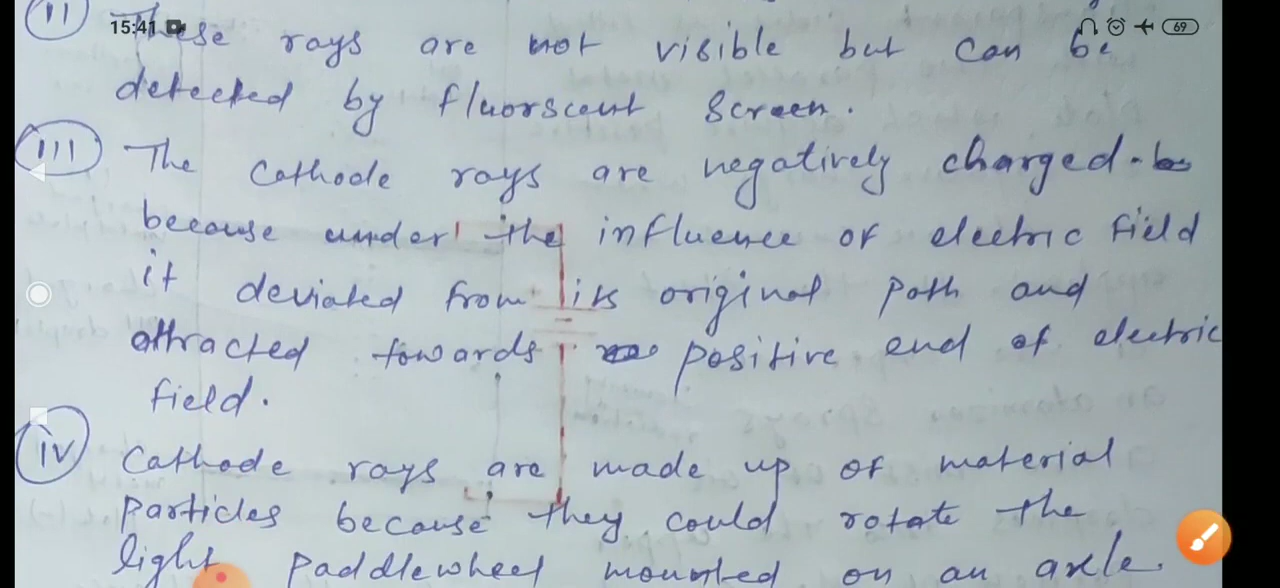 15:41
69
II) These rays are not visible but can be
detected by fluorscent screen.
III) The cathode rays are negatively charged
because under the influence of electric field
it deviated from its original path and
attracted towards positive end of electric
field.
IV) Cathode rays are made up of material
particles because they could rotate the
light paddlewheel mounted on an axle.